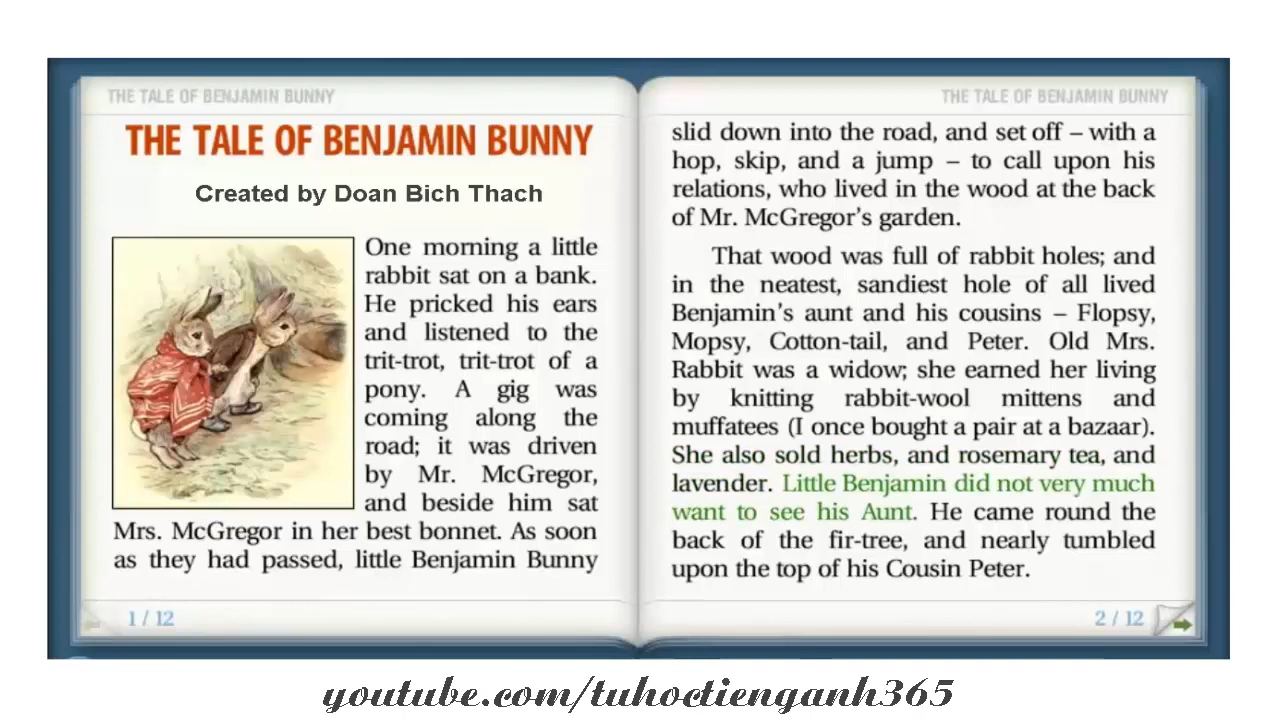 THE TALE OF BENJAMIN BUNNY
THE TALE OF BENJAMIN BUNNY
Created by Doan Bich Thach
One morning a little
rabbit sat on a bank.
He pricked his ears
and listened to the
trit-trot, trit-trot of a
pony. A gig was
coming along the
road; it was driven
by Mr. McGregor,
and beside him sat
Mrs. McGregor in her best bonnet. As soon
as they had passed, little Benjamin Bunny
1 / 12
THE TALE OF BENJAMIN BUNNY
slid down into the road, and set off – with a
hop, skip, and a jump – to call upon his
relations, who lived in the wood at the back
of Mr. McGregor's garden.
That wood was full of rabbit holes; and
in the neatest, sandiest hole of all lived
Benjamin's aunt and his cousins – Flopsy,
Mopsy, Cotton-tail, and Peter. Old Mrs.
Rabbit was a widow; she earned her living
by knitting rabbit-wool mittens and
muffatees (I once bought a pair at a bazaar).
She also sold herbs, and rosemary tea, and
lavender. Little Benjamin did not very much
want to see his Aunt. He came round the
back of the fir-tree, and nearly tumbled
upon the top of his Cousin Peter.
2 / 12
youtube.com/tuhoctienganh365